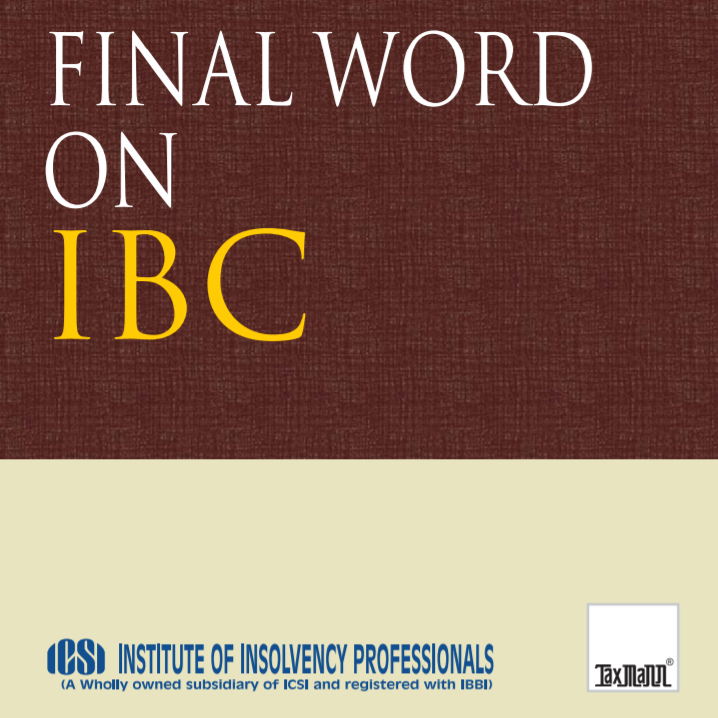 FINAL WORD
ON
IBC
ICSI INSTITUTE OF INSOLVENCY PROFESSIONALS
(A Wholly owned subsidiary of ICSI and registered with IBBI)
TAXMANN®